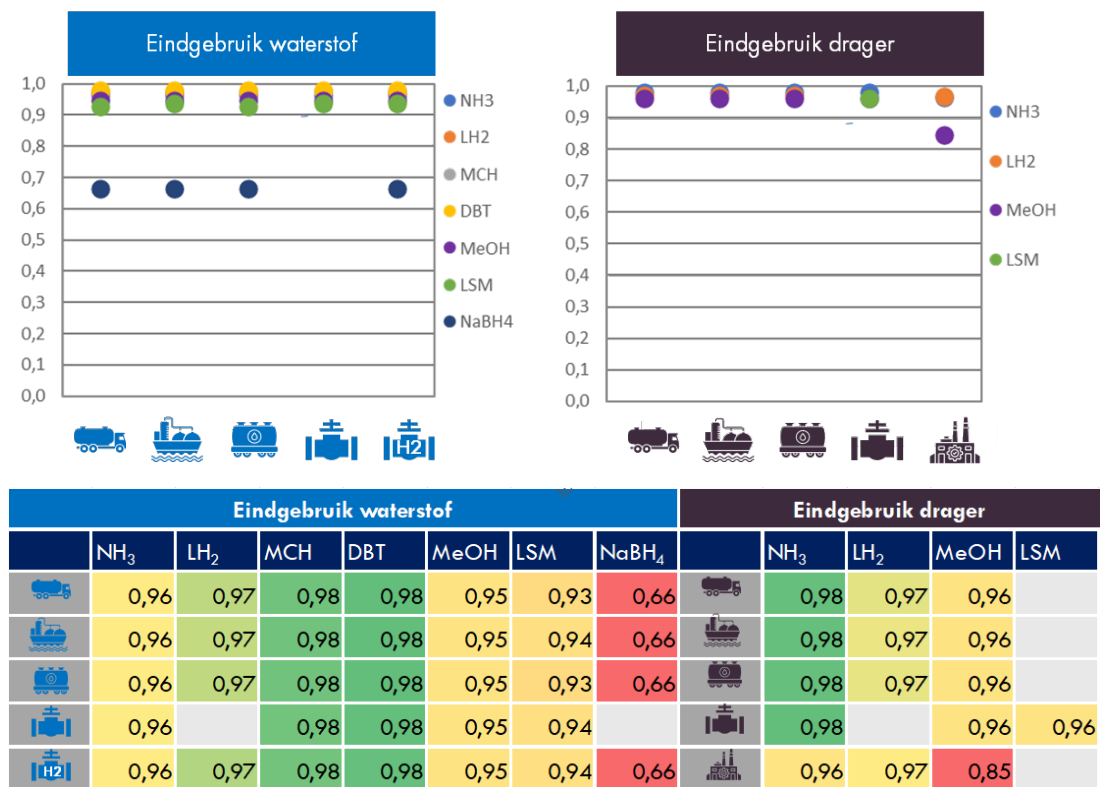 Eindgebruik waterstof
1,0
0,9
0,8
0,7
0,6
0,5
0,4
0,3
0,2
0,1
0,0
NH3
LH2
MCH
DBT
MeOH
LSM
NaBH4
H2
Eindgebruik drager
1,0
0,9
0,8
0,7
0,6
0,5
0,4
0,3
0,2
0,1
0,0
NH3
LH2
MeOH
LSM
Eindgebruik waterstof Eindgebruik drager
NH₃ LH₂ MCH DBT MeOH LSM NaBH₄ NH₃ LH₂ MeOH LSM
0,96 0,97 0,98 0,98 0,95 0,93 0,66 0,98 0,97 0,96
0,96 0,97 0,98 0,98 0,95 0,94 0,66 0,98 0,97 0,96
0,96 0,97 0,98 0,98 0,95 0,93 0,66 0,98 0,97 0,96
0,96 0,98 0,98 0,95 0,94 0,98 0,96 0,96
H2 0,96 0,97 0,98 0,98 0,95 0,94 0,66 0,96 0,97 0,85